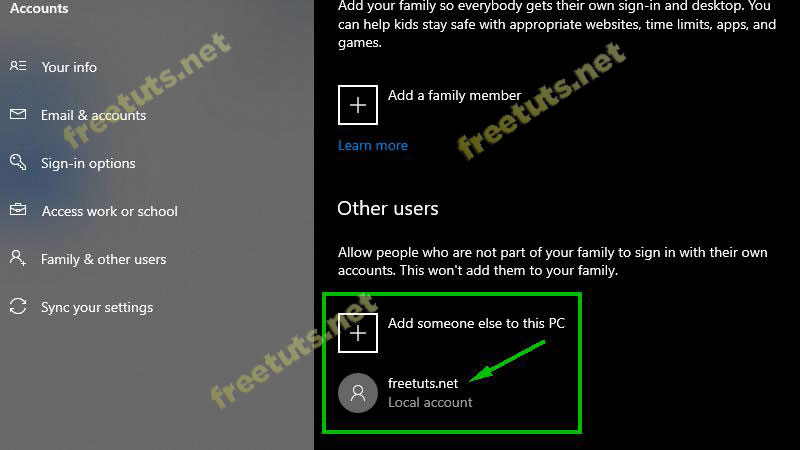 Accounts
Your info
Email & accounts
Sign-in options
Access work or school
Family & other users
Sync your settings
Add your family so everybody gets their own sign-in and desktop. You
can help kids stay safe with appropriate websites, time limits, apps, and
games.
Add a family member
Learn more
Other users
Allow people who are not part of your family to sign in with their own
accounts. This won't add them to your family.
Add someone else to this PC
freetuts.net
Local account
freetuts.net
freetuts.net
freetuts.net